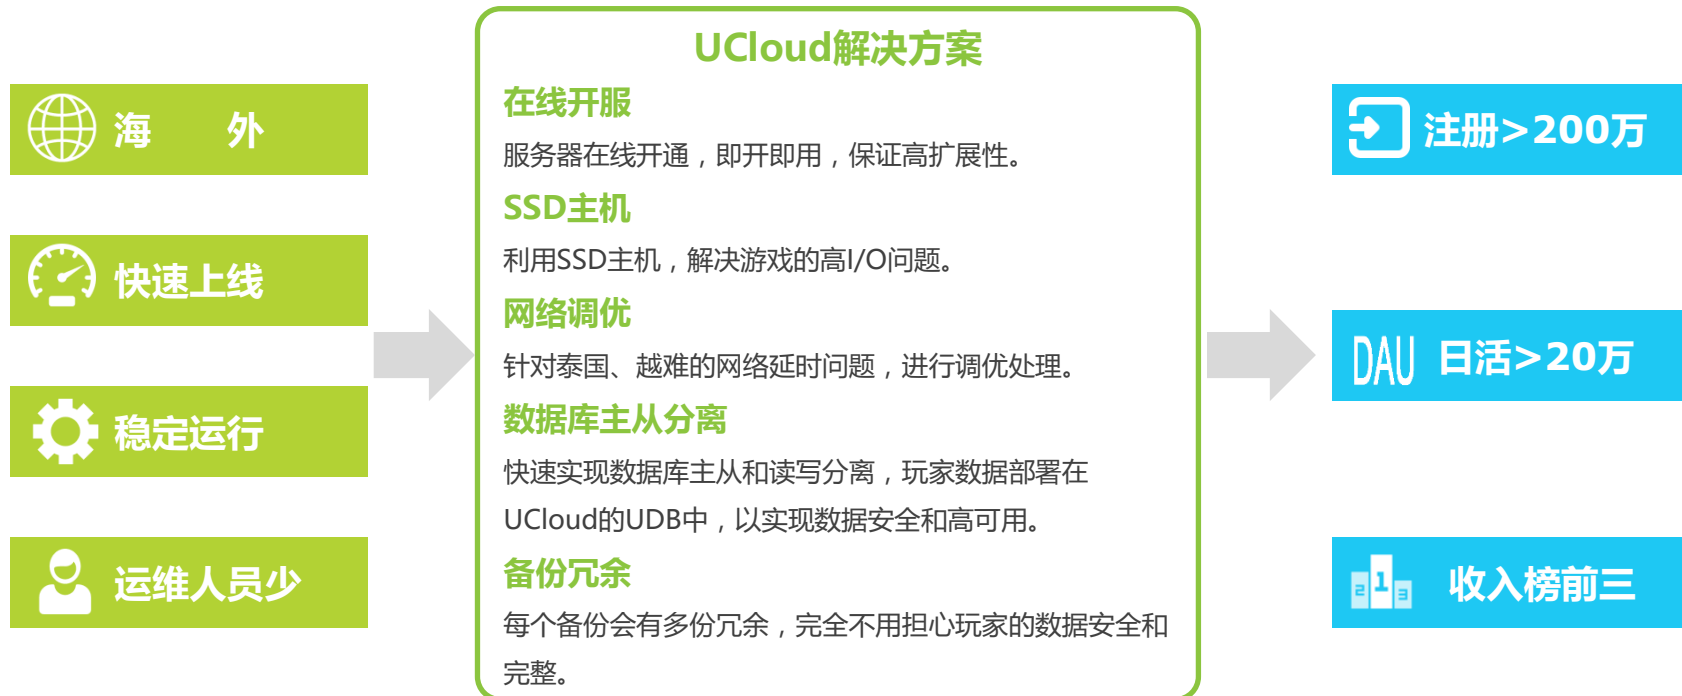 海 外
快速上线
稳定运行
运维人员少
UCloud解决方案
在线开服
服务器在线开通，即开即用，保证高扩展性。
SSD主机
利用SSD主机，解决游戏的高I/O问题。
网络调优
针对泰国、越难的网络延时问题，进行调优处理。
数据库主从分离
快速实现数据库主从和读写分离，玩家数据部署在
UCloud的UDB中，以实现数据安全和高可用。
备份冗余
每个备份会有多份冗余，完全不用担心玩家的数据安全和
完整。
注册>200万
DAU 日活>20万
2 1 3 收入榜前三